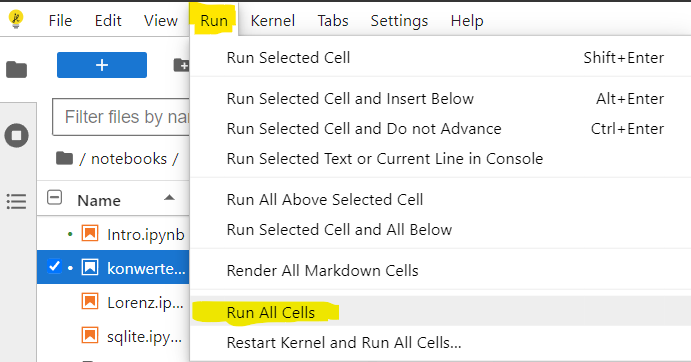 File Edit View Run Kernel Tabs Settings Help
+
Run Selected Cell Shift+Enter
Filter files by na
Run Selected Cell and Insert Below Alt+Enter
Run Selected Cell and Do not Advance Ctrl+Enter
/ notebooks /
Run Selected Text or Current Line in Console
Name
Run All Above Selected Cell
Intro.ipynb
Run Selected Cell and All Below
konwerte...
Render All Markdown Cells
Lorenz.ip...
Run All Cells
sqlite.ipy...
Restart Kernel and Run All Cells...